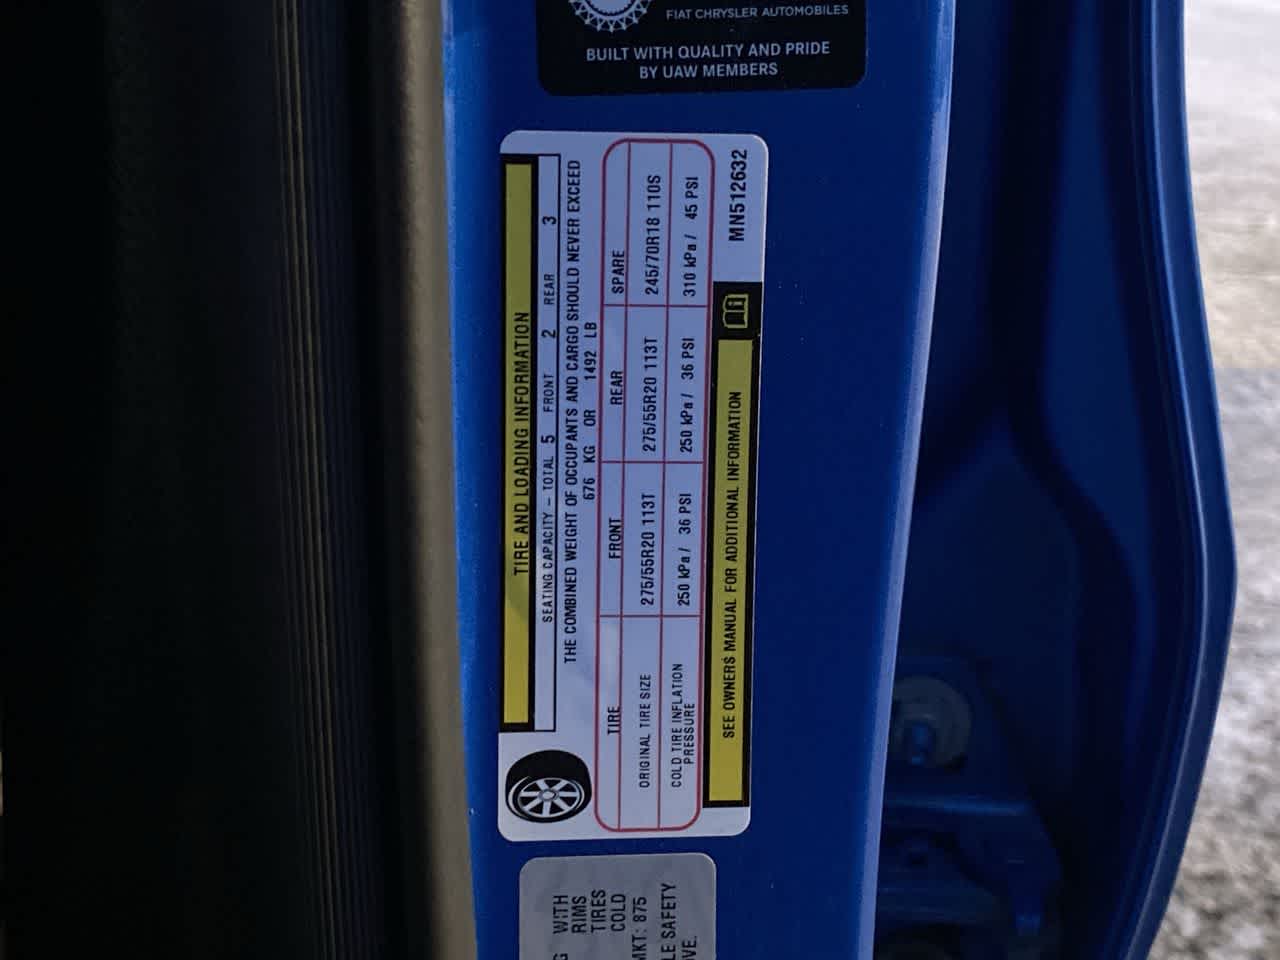 FIAT CHRYSLER AUTOMOBILES
BUILT WITH QUALITY AND PRIDE
BY UAW MEMBERS
TIRE AND LOADING INFORMATION
SEATING CAPACITY – TOTAL 5 FRONT 2 REAR 3
THE COMBINED WEIGHT OF OCCUPANTS AND CARGO SHOULD NEVER EXCEED
676 KG OR 1492 LB
TIRE FRONT REAR SPARE
ORIGINAL TIRE SIZE 275/55R20 113T 275/55R20 113T 245/70R18 110S
COLD TIRE INFLATION PRESSURE 250 kPa / 36 PSI 250 kPa / 36 PSI 310 kPa / 45 PSI
SEE OWNERS MANUAL FOR ADDITIONAL INFORMATION
MN512632
WITH
RIMS
TIRES
COLD
MKT: 875
SAFETY